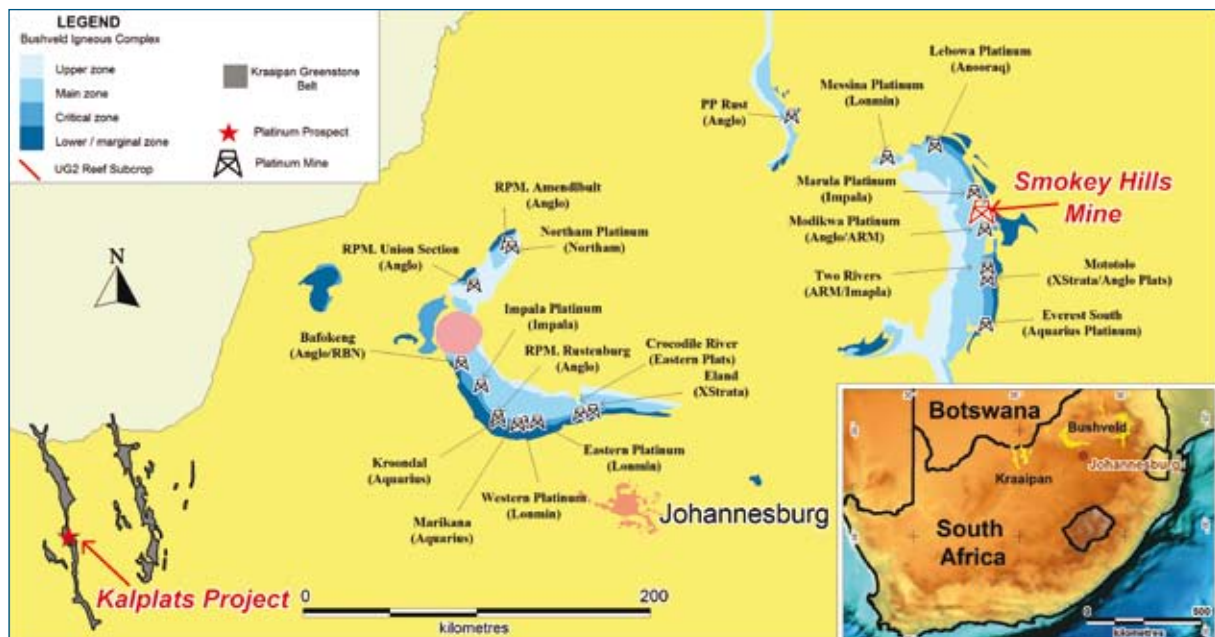 LEGEND
Bushveld Igneous Complex
Upper zone
Main zone
Critical zone
Lower / marginal zone
UG2 Reef Subcrop
Kraaipan Greenstone
Belt
Platinum Prospect
Platinum Mine
N
PP Rust
(Anglo)
Messina Platinum
(Lonmin)
Lebowa Platinum
(Anooraq)
Marula Platinum
(Impala)
Smokey Hills
Mine
Modikwa Platinum
(Anglo/ARM)
Two Rivers
(ARM/Imapla)
Mototolo
(XStrata/Anglo Plats)
Everest South
(Aquarius Platinum)
RPM. Amendlbult
(Anglo)
Northam Platinum
(Northam)
RPM. Union Section
(Anglo)
Impala Platinum
(Impala)
Bafokeng
(Anglo/RBN)
RPM. Rustenburg
(Anglo)
Crocodile River
(Eastern Plats)
Eland
(XStrata)
Kroondal
(Aquarius)
Marikana
(Aquarius)
Western Platinum
(Lonmin)
Eastern Platinum
(Lonmin)
Johannesburg
Kalplats Project
0
200
kilometres
Botswana
Bushveld
Johannesburg
Kraaipan
South
Africa
0
500
kilometres